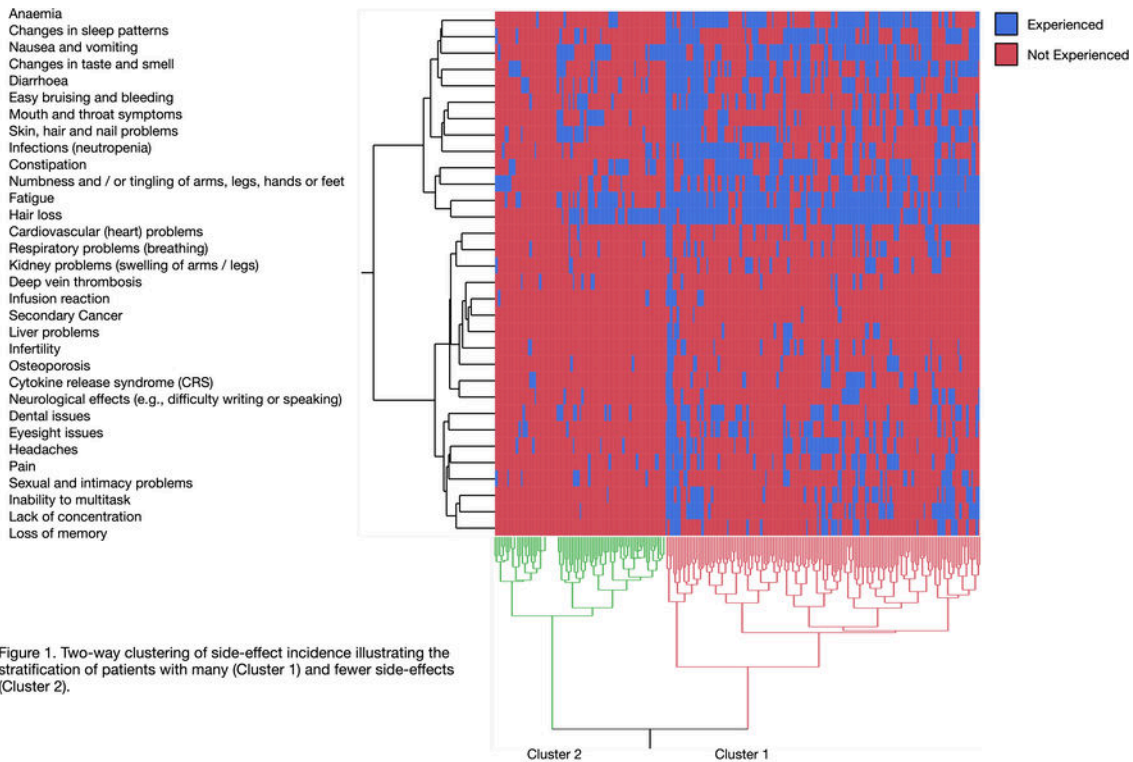 Anaemia
Changes in sleep patterns
Nausea and vomiting
Changes in taste and smell
Diarrhoea
Easy bruising and bleeding
Mouth and throat symptoms
Skin, hair and nail problems
Infections (neutropenia)
Constipation
Numbness and / or tingling of arms, legs, hands or feet
Fatigue
Hair loss
Cardiovascular (heart) problems
Respiratory problems (breathing)
Kidney problems (swelling of arms / legs)
Deep vein thrombosis
Infusion reaction
Secondary Cancer
Liver problems
Infertility
Osteoporosis
Cytokine release syndrome (CRS)
Neurological effects (e.g., difficulty writing or speaking)
Dental issues
Eyesight issues
Headaches
Pain
Sexual and intimacy problems
Inability to multitask
Lack of concentration
Loss of memory
Experienced
Not Experienced
Figure 1. Two-way clustering of side-effect incidence illustrating the
stratification of patients with many (Cluster 1) and fewer side-effects
(Cluster 2).
Cluster 2
Cluster 1